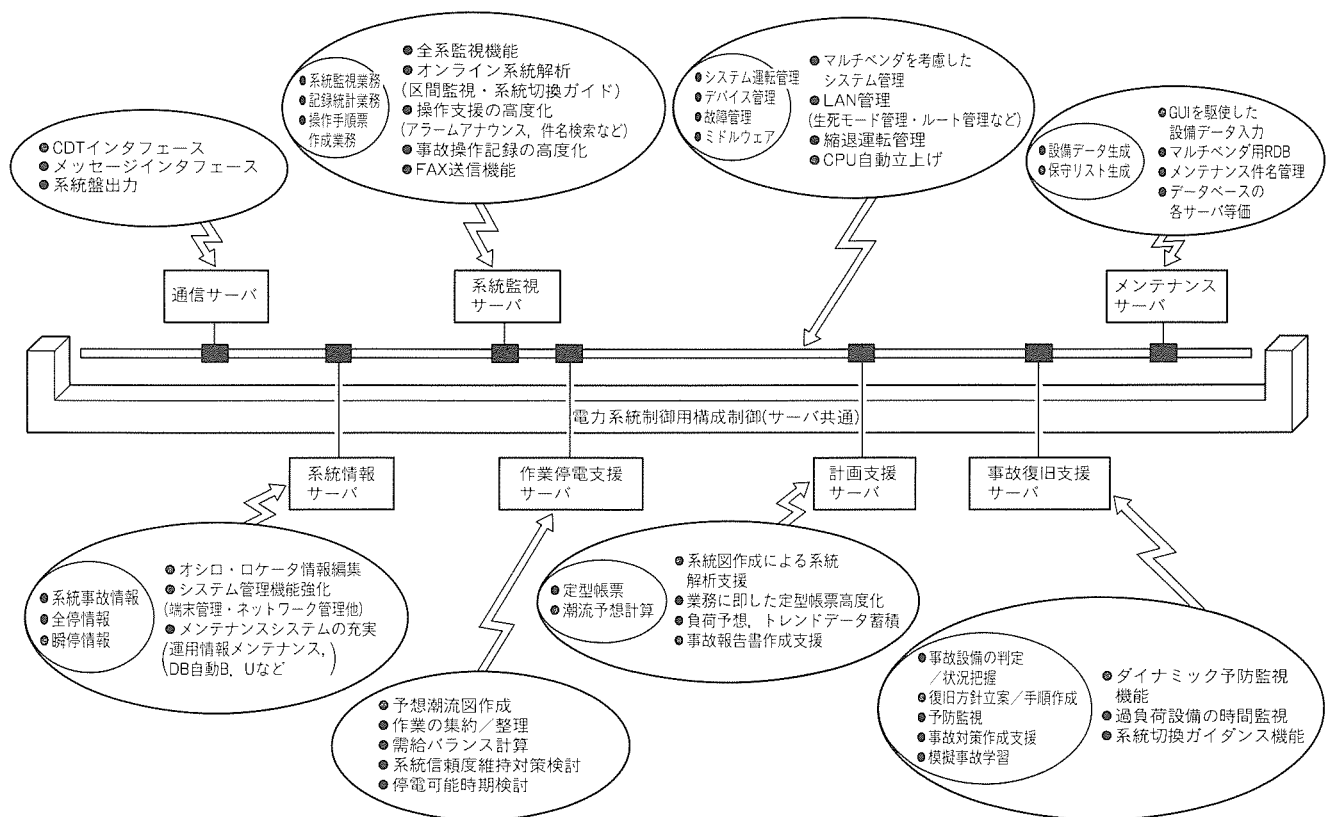 ● 系統監視業務
● 記録統計業務
● 操作手順票
作成業務
● 全系監視機能
● オンライン系統解析
(区間監視・系統切換ガイド)
● 操作支援の高度化
(アラームアナウンス，件名検索など)
● 事故操作記録の高度化
● FAX送信機能
● システム運転管理
● デバイス管理
● 故障管理
● ミドルウェア
● マルチベンダを考慮した
システム管理
● LAN管理
(生死モード管理・ルート管理など)
● 縮退運転管理
● CPU自動立上げ
● CDTインタフェース
● メッセージインタフェース
● 系統盤出力
● 設備データ生成
● 保守リスト生成
● GUIを駆使した
設備データ入力
● マルチベンダ用RDB
● メンテナンス件名管理
● データベースの
各サーバ等価
通信サーバ
系統監視
サーバ
メンテナンス
サーバ
電力系統制御用構成制御(サーバ共通)
系統情報
サーバ
作業停電支援
サーバ
計画支援
サーバ
事故復旧支援
サーバ
● 系統事故情報
● 全停情報
● 瞬停情報
● オシロ・ロケータ情報編集
● システム管理機能強化
(端末管理・ネットワーク管理他)
● メンテナンスシステムの充実
(運用情報メンテナンス，
DB自動B，Uなど)
● 予想潮流図作成
● 作業の集約／整理
● 需給バランス計算
● 系統信頼度維持対策検討
● 停電可能時期検討
● 定型帳票
● 潮流予想計算
● 系統図作成による系統
解析支援
● 業務に即した定型帳票高度化
● 負荷予想，トレンドデータ蓄積
● 事故報告書作成支援
● 事故設備の判定
／状況把握
● 復旧方針立案／手順作成
● 予防監視
● 事故対策作成支援
● 模擬事故学習
● ダイナミック予防監視
機能
● 過負荷設備の時間監視
● 系統切換ガイダンス機能